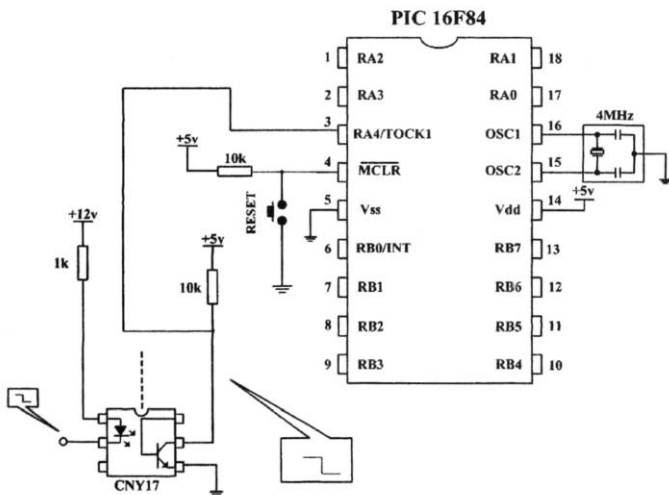 PIC 16F84
1 RA2 RA1 18
2 RA3 RA0 17
3 RA4/TOCK1 OSC1 16
4MHz
+5v
10k
4 MCLR OSC2 15
RESET
5 Vss Vdd 14
+5v
+12v
1k
+5v
10k
6 RB0/INT RB7 13
7 RB1 RB6 12
8 RB2 RB5 11
9 RB3 RB4 10
CNY17